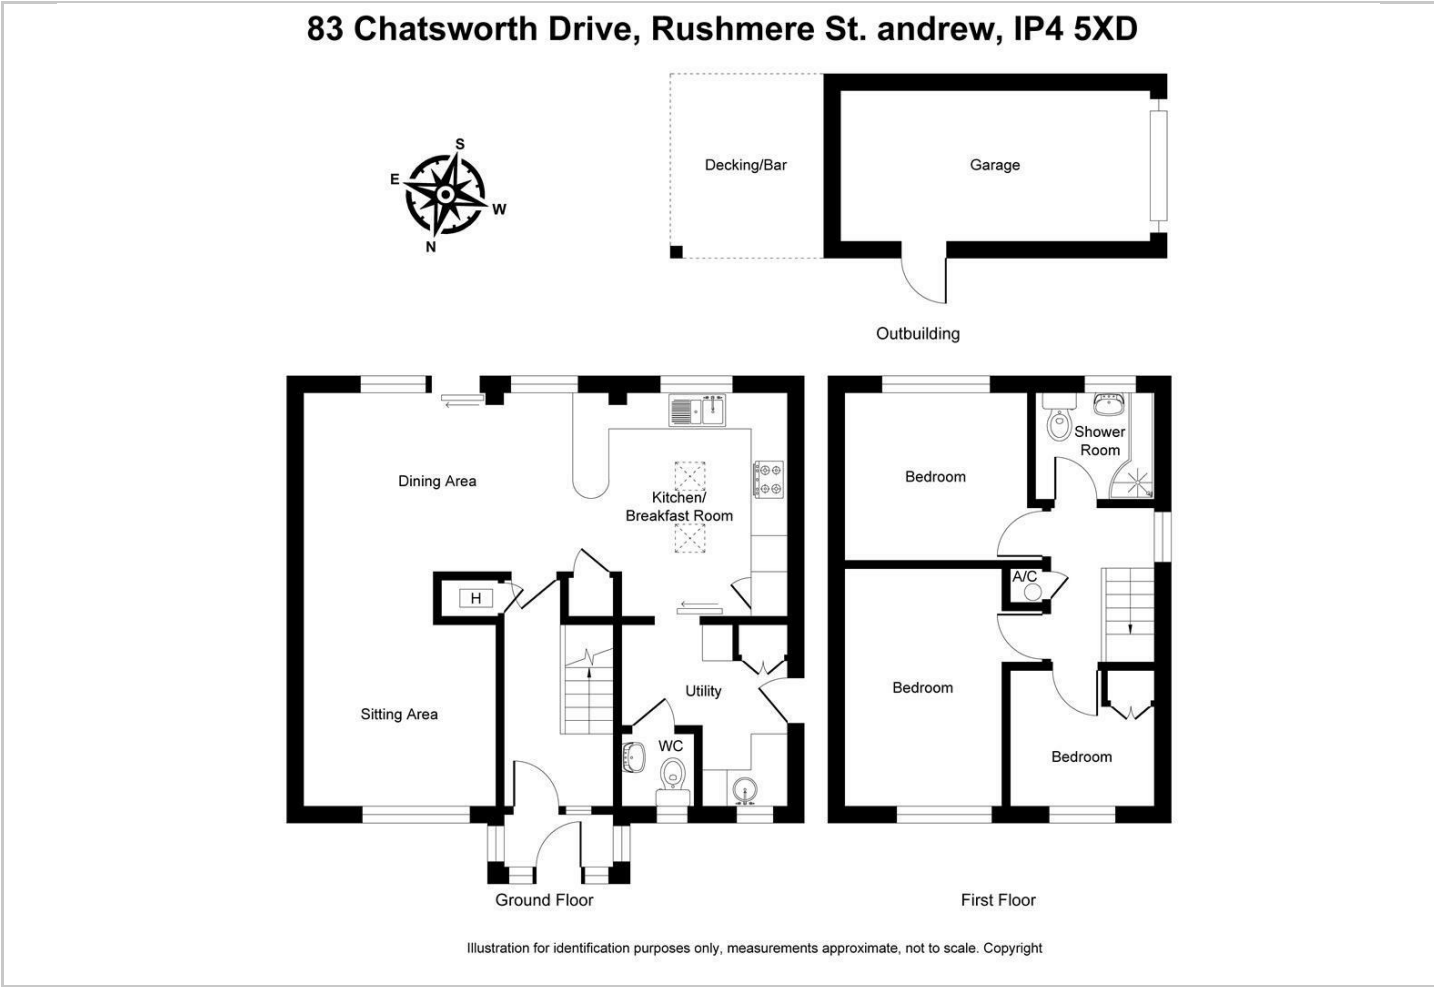 83 Chatsworth Drive, Rushmere St. andrew, IP4 5XD
S
E
W
N
Decking/Bar
Garage
Outbuilding
Dining Area
Kitchen/
Breakfast Room
H
Sitting Area
Utility
WC
Ground Floor
Bedroom
Shower
Room
A/C
Bedroom
Bedroom
First Floor
Illustration for identification purposes only, measurements approximate, not to scale. Copyright